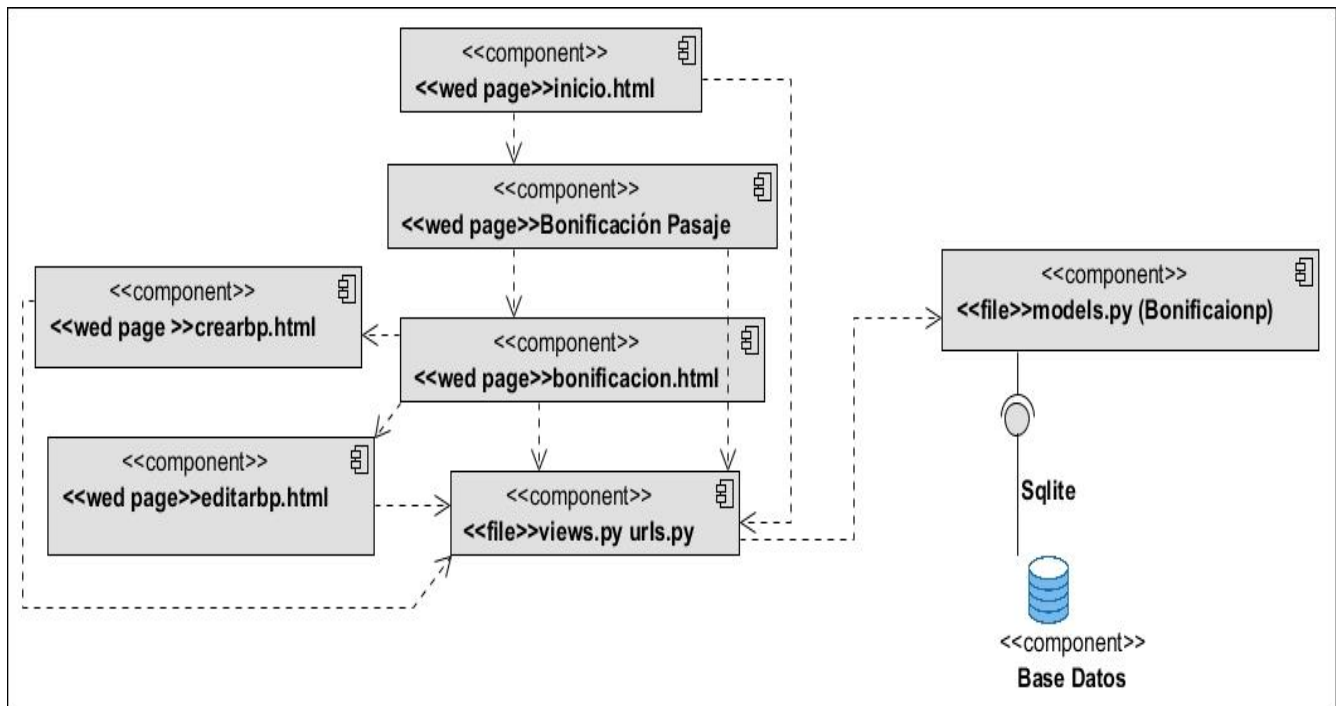 <<component>>
<<wed page>>inicio.html
<<component>>
<<wed page>>Bonificación Pasaje
<<component>>
<<wed page >>crearbp.html
<<component>>
<<wed page>>bonificacion.html
<<component>>
<<file>>models.py (Bonificaionp)
<<component>>
<<wed page>>editarbp.html
<<component>>
<<file>>views.py urls.py
Sqlite
<<component>>
Base Datos